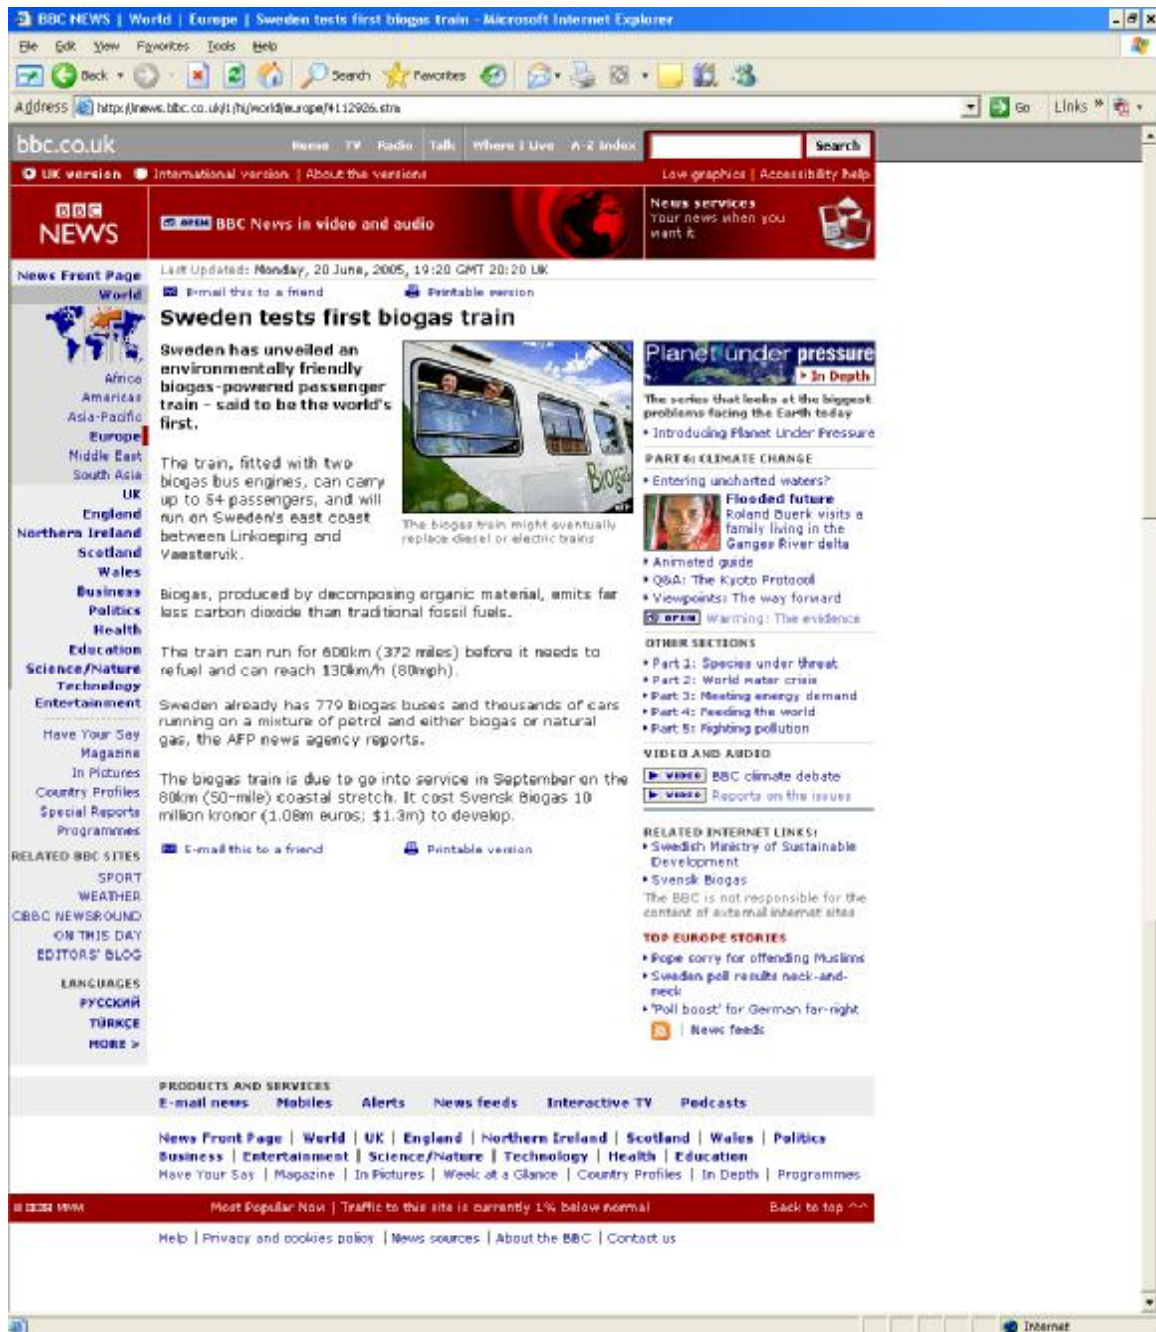 BBC NEWS | World | Europe | Sweden tests first biogas train - Microsoft Internet Explorer
File Edit View Favorites Tools Help
Back Search Favorites
Address http://news.bbc.co.uk/1/hi/world/europe/4112926.stm Go Links »
bbc.co.uk Home TV Radio Talk Where I Live A-Z Index Search
UK version International version | About the versions Low graphics | Accessibility help
BBC NEWS
OPEN BBC News in video and audio
News services
Your news when you
want it
News Front Page
World
Africa
Americas
Asia-Pacific
Europe
Middle East
South Asia
UK
England
Northern Ireland
Scotland
Wales
Business
Politics
Health
Education
Science/Nature
Technology
Entertainment
Have Your Say
Magazine
In Pictures
Country Profiles
Special Reports
Programmes
RELATED BBC SITES
SPORT
WEATHER
CBBC NEWSROUND
ON THIS DAY
EDITORS' BLOG
LANGUAGES
РУССКИЙ
TÜRKÇE
MORE >
Last Updated: Monday, 20 June, 2005, 19:20 GMT 20:20 UK
E-mail this to a friend Printable version
Sweden tests first biogas train
Sweden has unveiled an
environmentally friendly
biogas-powered passenger
train - said to be the world's
first.
Biogas
The biogas train might eventually
replace diesel or electric trains
The train, fitted with two
biogas bus engines, can carry
up to 54 passengers, and will
run on Sweden's east coast
between Linkoeping and
Vaestervik.
Biogas, produced by decomposing organic material, emits far
less carbon dioxide than traditional fossil fuels.
The train can run for 600km (372 miles) before it needs to
refuel and can reach 130km/h (80mph).
Sweden already has 779 biogas buses and thousands of cars
running on a mixture of petrol and either biogas or natural
gas, the AFP news agency reports.
The biogas train is due to go into service in September on the
80km (50-mile) coastal stretch. It cost Svensk Biogas 10
million kronor (1.08m euros; $1.3m) to develop.
E-mail this to a friend Printable version
Planet under pressure
In Depth
The series that looks at the biggest
problems facing the Earth today
Introducing Planet Under Pressure
PART 6: CLIMATE CHANGE
Entering uncharted waters?
Flooded future
Roland Buerk visits a
family living in the
Ganges River delta
Animated guide
Q&A: The Kyoto Protocol
Viewpoints: The way forward
OPEN Warming: The evidence
OTHER SECTIONS
Part 1: Species under threat
Part 2: World water crisis
Part 3: Meeting energy demand
Part 4: Feeding the world
Part 5: Fighting pollution
VIDEO AND AUDIO
VIDEO BBC climate debate
VIDEO Reports on the issues
RELATED INTERNET LINKS:
Swedish Ministry of Sustainable
Development
Svensk Biogas
The BBC is not responsible for the
content of external internet sites
TOP EUROPE STORIES
Pope sorry for offending Muslims
Sweden poll results neck-and-
neck
'Poll boost' for German far-right
| News feeds
PRODUCTS AND SERVICES
E-mail news Mobiles Alerts News feeds Interactive TV Podcasts
News Front Page | World | UK | England | Northern Ireland | Scotland | Wales | Politics
Business | Entertainment | Science/Nature | Technology | Health | Education
Have Your Say | Magazine | In Pictures | Week at a Glance | Country Profiles | In Depth | Programmes
BBC MMVI Most Popular Now | Traffic to this site is currently 1% below normal Back to top ^^
Help | Privacy and cookies policy | News sources | About the BBC | Contact us
Internet